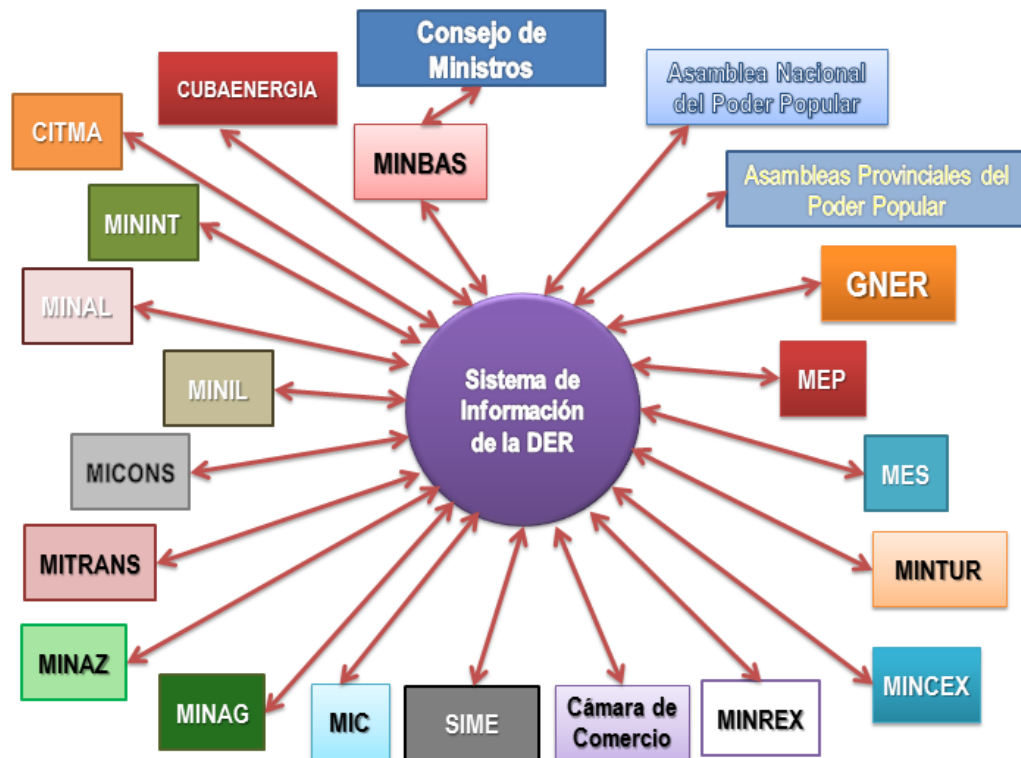 Consejo de
Ministros
Asamblea Nacional
del Poder Popular
CUBAENERGIA
CITMA
MINBAS
Asambleas Provinciales del
Poder Popular
MININT
GNER
MINAL
MEP
MINIL
Sistema de
Información
de la DER
MICONS
MES
MITRANS
MINTUR
MINAZ
MINCEX
MINAG
MIC
SIME
Cámara de
Comercio
MINREX